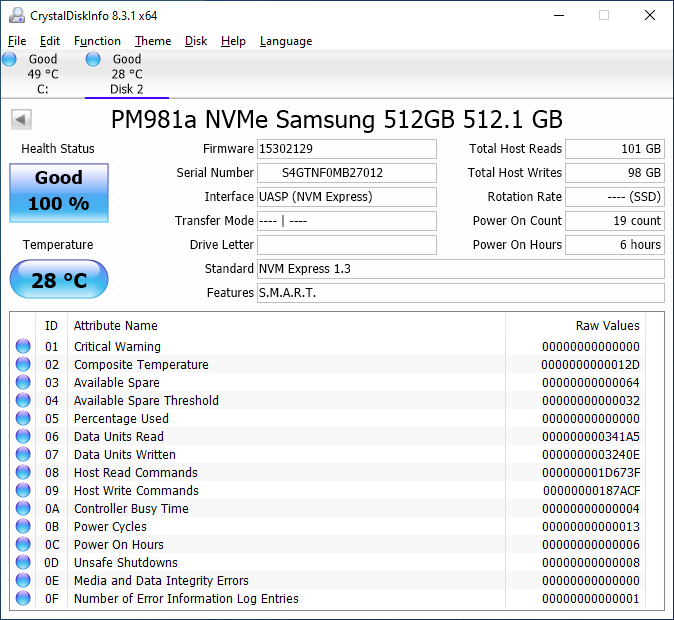 CrystalDiskInfo 8.3.1 x64
File Edit Function Theme Disk Help Language
Good Good
49 °C 28 °C
C: Disk 2
PM981a NVMe Samsung 512GB 512.1 GB
Health Status
Good
100 %
Temperature
28 °C
Firmware 15302129 Total Host Reads 101 GB
Serial Number S4GTNF0MB27012 Total Host Writes 98 GB
Interface UASP (NVM Express) Rotation Rate ---- (SSD)
Transfer Mode ---- | ---- Power On Count 19 count
Drive Letter Power On Hours 6 hours
Standard NVM Express 1.3
Features S.M.A.R.T.
ID Attribute Name Raw Values
01 Critical Warning 00000000000000
02 Composite Temperature 0000000000012D
03 Available Spare 00000000000064
04 Available Spare Threshold 00000000000032
05 Percentage Used 00000000000000
06 Data Units Read 000000000341A5
07 Data Units Written 0000000003240E
08 Host Read Commands 00000001D673F
09 Host Write Commands 00000000187ACF
0A Controller Busy Time 00000000000004
0B Power Cycles 00000000000013
0C Power On Hours 00000000000006
0D Unsafe Shutdowns 00000000000008
0E Media and Data Integrity Errors 00000000000000
0F Number of Error Information Log Entries 00000000000001